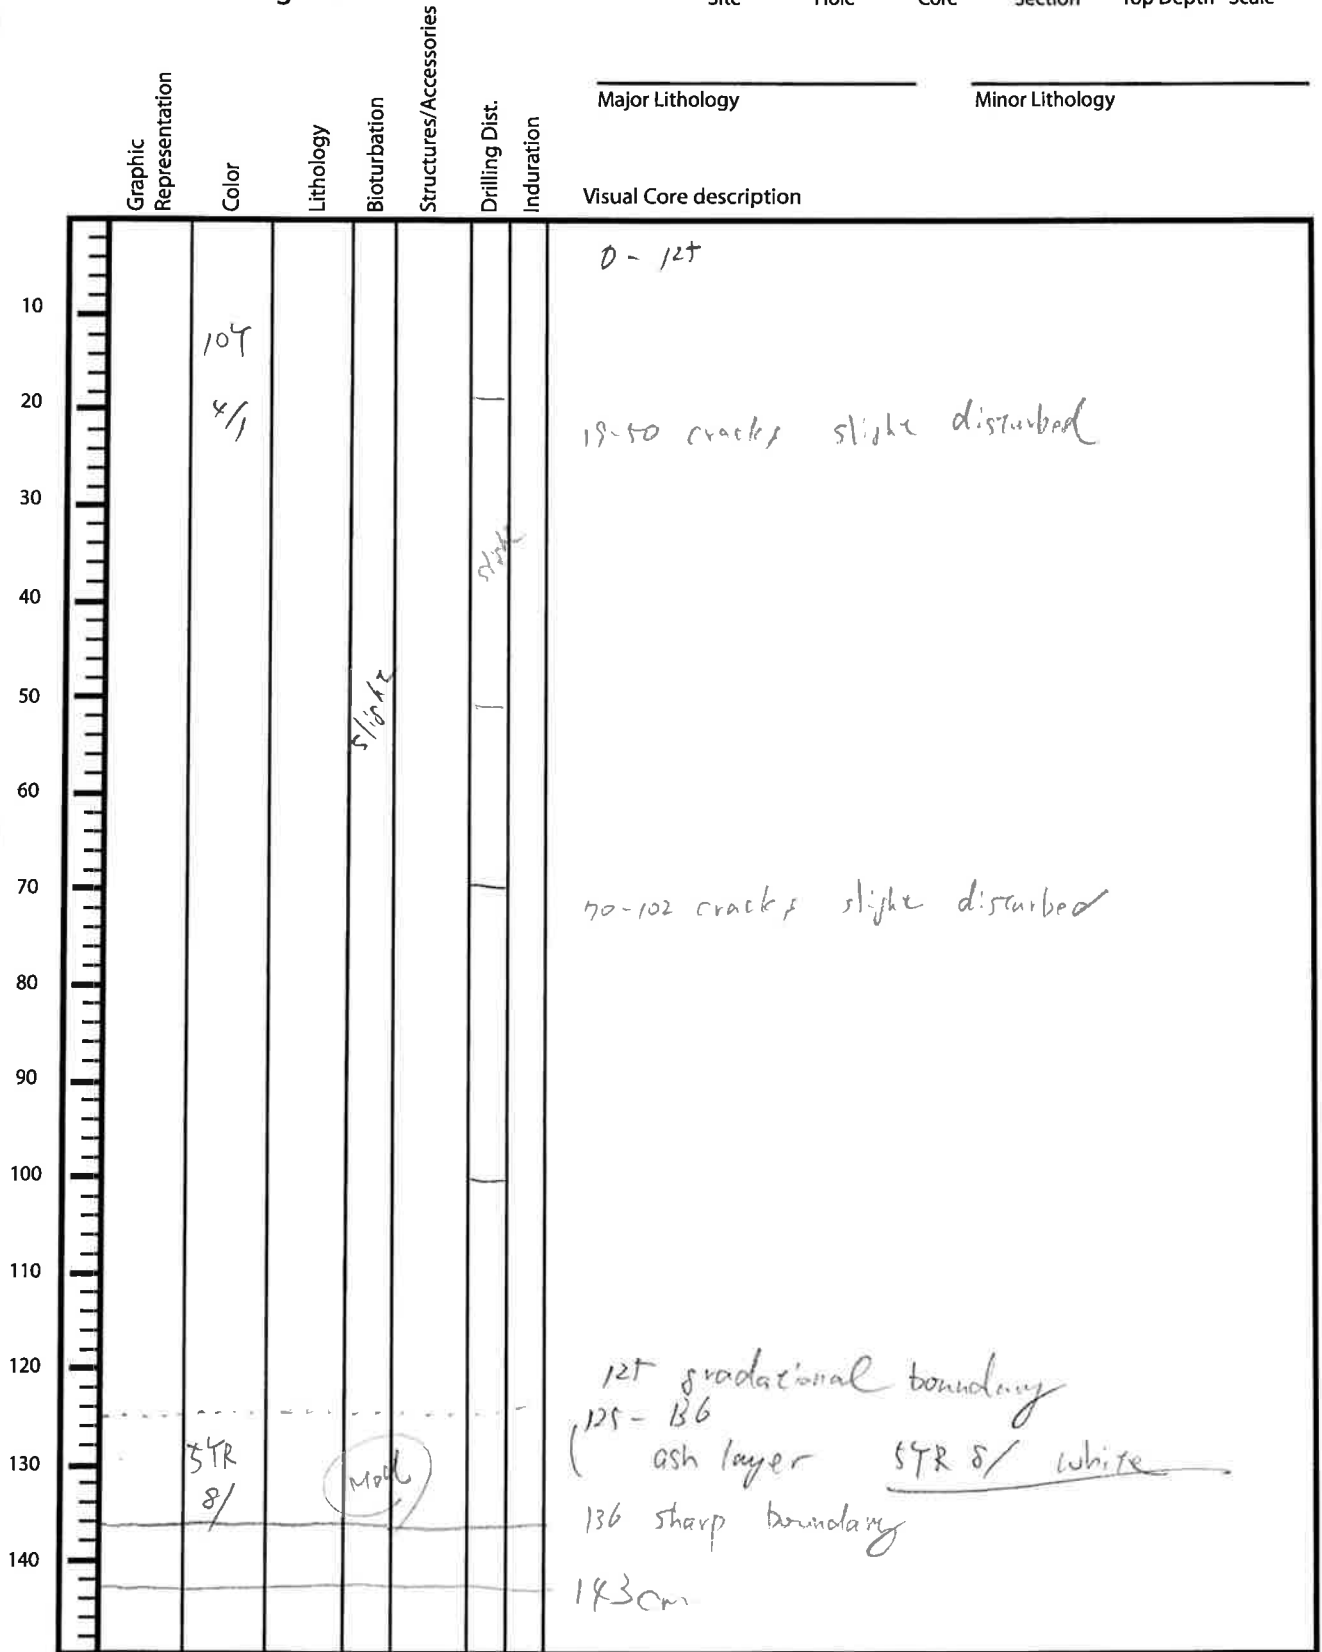 Site Hole Core Section Top Depth Scale
Major Lithology Minor Lithology
Graphic Representation
Color
Lithology
Bioturbation
Structures/Accessories
Drilling Dist.
Induration
Visual Core description
0 - 125
10
10Y
4/1
20
19-50 cracks slight disturbed
30
slight
40
50
slight
60
70
70-102 cracks slight disturbed
80
90
100
110
120
125 gradational boundary
125 - 136
130
5YR
8/
Mod
ash layer 5YR 8/ white
136 sharp boundary
140
143cm